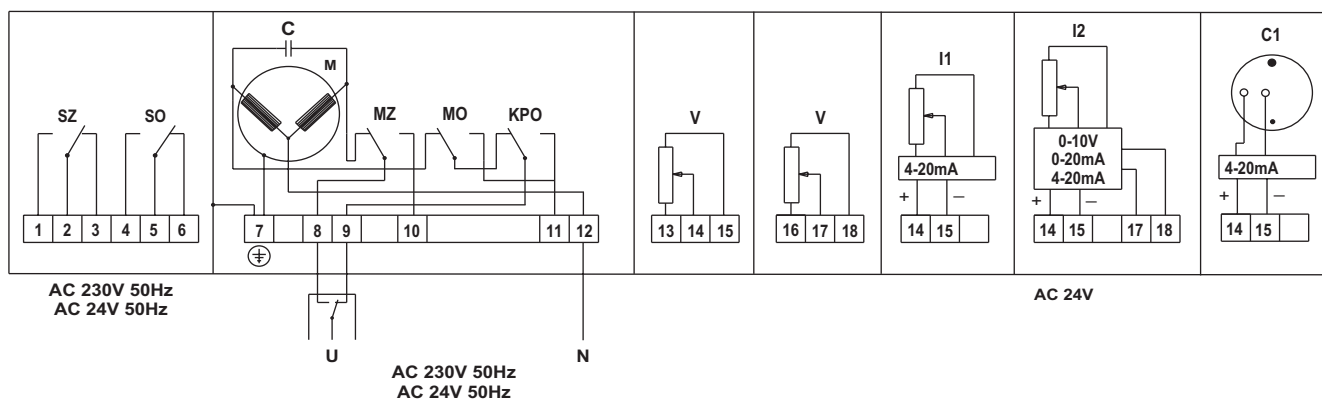 C
M
SZ
SO
MZ
MO
KPO
V
V
I1
I2
C1
0-10V
0-20mA
4-20mA
4-20mA
4-20mA
+ −
+ −
+ −
1 2 3 4 5 6
7 8 9 10 11 12
13 14 15
16 17 18
14 15
14 15 17 18
14 15
AC 230V 50Hz
AC 24V 50Hz
AC 24V
U
N
AC 230V 50Hz
AC 24V 50Hz